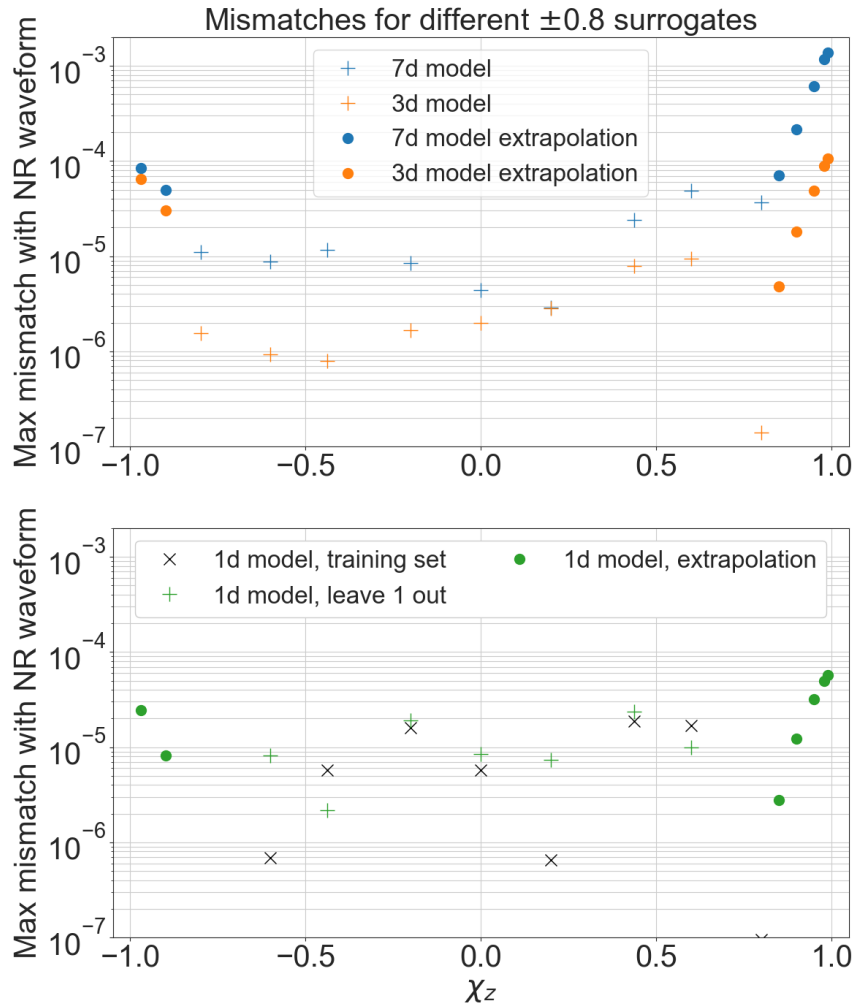 Mismatches for different ±0.8 surrogates
Max mismatch with NR waveform
10⁻³
10⁻⁴
10⁻⁵
10⁻⁶
10⁻⁷
7d model
3d model
7d model extrapolation
3d model extrapolation
−1.0 −0.5 0.0 0.5 1.0
Max mismatch with NR waveform
10⁻³
10⁻⁴
10⁻⁵
10⁻⁶
10⁻⁷
1d model, training set
1d model, leave 1 out
1d model, extrapolation
−1.0 −0.5 0.0 0.5 1.0
χ_z